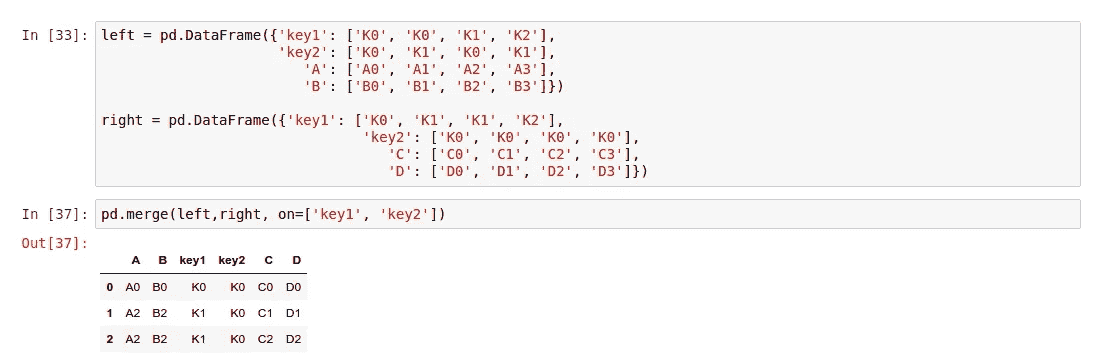 In [33]: left = pd.DataFrame({'key1': ['K0', 'K0', 'K1', 'K2'],
'key2': ['K0', 'K1', 'K0', 'K1'],
'A': ['A0', 'A1', 'A2', 'A3'],
'B': ['B0', 'B1', 'B2', 'B3']})
right = pd.DataFrame({'key1': ['K0', 'K1', 'K1', 'K2'],
'key2': ['K0', 'K0', 'K0', 'K0'],
'C': ['C0', 'C1', 'C2', 'C3'],
'D': ['D0', 'D1', 'D2', 'D3']})
In [37]: pd.merge(left,right, on=['key1', 'key2'])
Out[37]:
A B key1 key2 C D
0 A0 B0 K0 K0 C0 D0
1 A2 B2 K1 K0 C1 D1
2 A2 B2 K1 K0 C2 D2